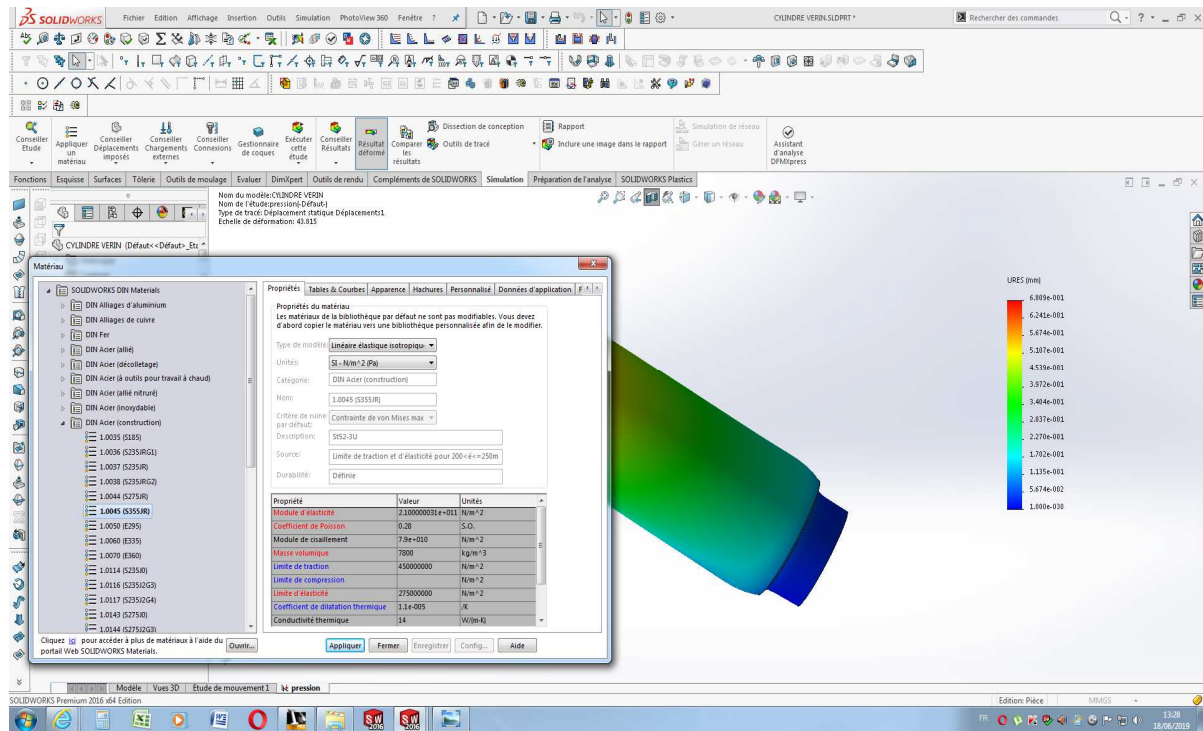 SOLIDWORKS
Fichier Edition Affichage Insertion Outils Simulation PhotoView 360 Fenêtre ?
CYLINDRE VERIN.SLDPRT *
Rechercher des commandes
Conseiller Etude
Appliquer un matériau
Conseiller Déplacements imposés
Conseiller Chargements externes
Conseiller Connexions
Gestionnaire de coques
Exécuter cette étude
Conseiller Résultats
Résultat déformé
Comparer les résultats
Dissection de conception
Outils de tracé
Rapport
Inclure une image dans le rapport
Simulation de réseau
Gérer un réseau
Assistant d'analyse DFMXpress
Fonctions Esquisse Surfaces Tôlerie Outils de moulage Evaluer DimXpert Outils de rendu Compléments de SOLIDWORKS Simulation Préparation de l'analyse SOLIDWORKS Plastics
Nom du modèle:CYLINDRE VERIN
Nom de l'étude:pression(-Défaut-)
Type de tracé: Déplacement statique Déplacements1
Echelle de déformation: 43.815
CYLINDRE VERIN (Défaut<<Défaut>_Eta
Matériau
SOLIDWORKS DIN Materials
DIN Alliages d'aluminium
DIN Alliages de cuivre
DIN Fer
DIN Acier (allié)
DIN Acier (décolletage)
DIN Acier (à outils pour travail à chaud)
DIN Acier (allié nitruré)
DIN Acier (inoxydable)
DIN Acier (construction)
1.0035 (S185)
1.0036 (S235JRG1)
1.0037 (S235JR)
1.0038 (S235JRG2)
1.0044 (S275JR)
1.0045 (S355JR)
1.0050 (E295)
1.0060 (E335)
1.0070 (E360)
1.0114 (S235J0)
1.0116 (S235J2G3)
1.0117 (S235J2G4)
1.0143 (S275J0)
1.0144 (S275J2G3)
Cliquez ici pour accéder à plus de matériaux à l'aide du
portail Web SOLIDWORKS Materials.
Ouvrir...
Propriétés Tables & Courbes Apparence Hachures Personnalisé Données d'application F
Propriétés du matériau
Les matériaux de la bibliothèque par défaut ne sont pas modifiables. Vous devez
d'abord copier le matériau vers une bibliothèque personnalisée afin de le modifier.
Type de modèle: Linéaire élastique isotropiqu
Unités: SI - N/m^2 (Pa)
Catégorie: DIN Acier (construction)
Nom: 1.0045 (S355JR)
Critère de ruine par défaut: Contrainte de von Mises max
Description: St52-3U
Source: Limite de traction et d'élasticité pour 200<é<=250m
Durabilité: Définie
Propriété Valeur Unités
Module d'élasticité 2.100000031e+011 N/m^2
Coefficient de Poisson 0.28 S.O.
Module de cisaillement 7.9e+010 N/m^2
Masse volumique 7800 kg/m^3
Limite de traction 450000000 N/m^2
Limite de compression N/m^2
Limite d'élasticité 275000000 N/m^2
Coefficient de dilatation thermique 1.1e-005 /K
Conductivité thermique 14 W/(m·K)
Appliquer Fermer Enregistrer Config... Aide
URES (mm)
6.809e-001
6.241e-001
5.674e-001
5.107e-001
4.539e-001
3.972e-001
3.404e-001
2.837e-001
2.270e-001
1.702e-001
1.135e-001
5.674e-002
1.000e-030
Modèle Vues 3D Etude de mouvement 1 pression
SOLIDWORKS Premium 2016 x64 Edition
Edition: Pièce MMGS
FR
13:28
18/06/2019